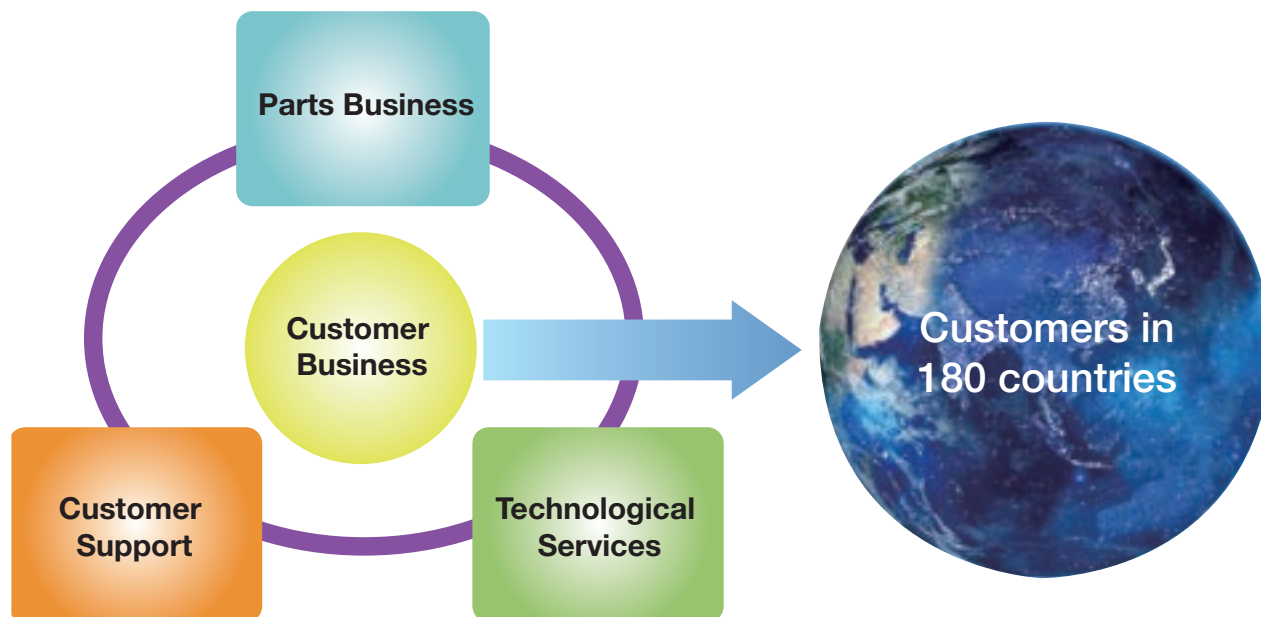 Parts Business
Customer
Business
Customer
Support
Technological
Services
Customers in
180 countries